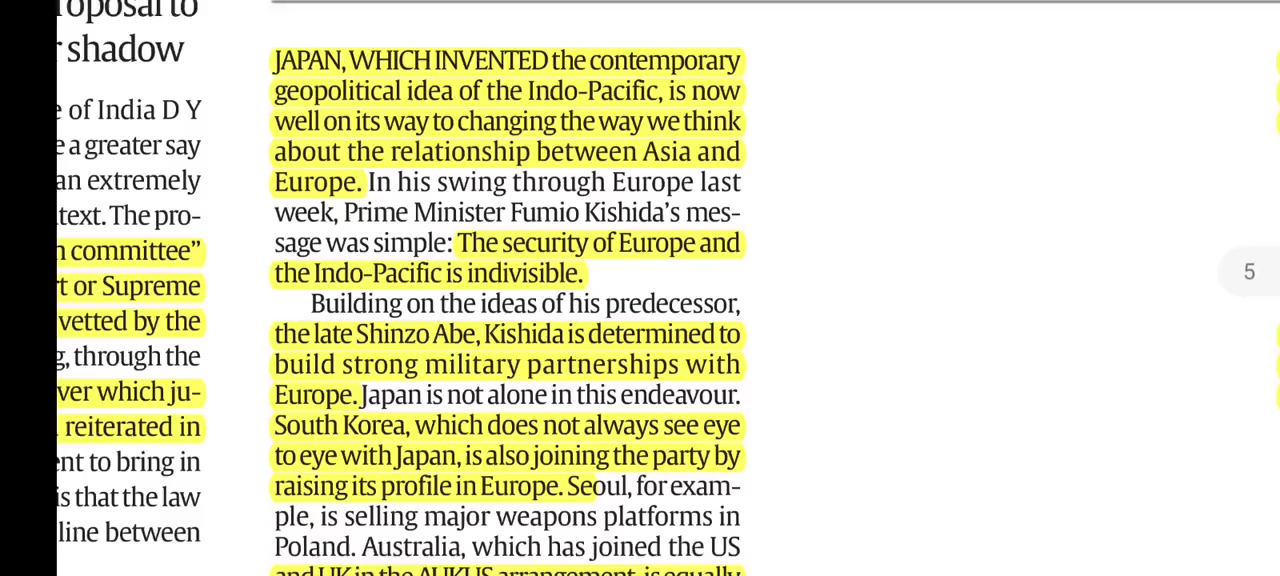 roposal to
shadow
of India D Y
a greater say
an extremely
text. The pro-
committee”
or Supreme
vetted by the
through the
ver which ju-
reiterated in
ent to bring in
is that the law
line between
JAPAN, WHICH INVENTED the contemporary
geopolitical idea of the Indo-Pacific, is now
well on its way to changing the way we think
about the relationship between Asia and
Europe. In his swing through Europe last
week, Prime Minister Fumio Kishida’s mes-
sage was simple: The security of Europe and
the Indo-Pacific is indivisible.
Building on the ideas of his predecessor,
the late Shinzo Abe, Kishida is determined to
build strong military partnerships with
Europe. Japan is not alone in this endeavour.
South Korea, which does not always see eye
to eye with Japan, is also joining the party by
raising its profile in Europe. Seoul, for exam-
ple, is selling major weapons platforms in
Poland. Australia, which has joined the US
and UK in the AUKUS arrangement, is equally
5